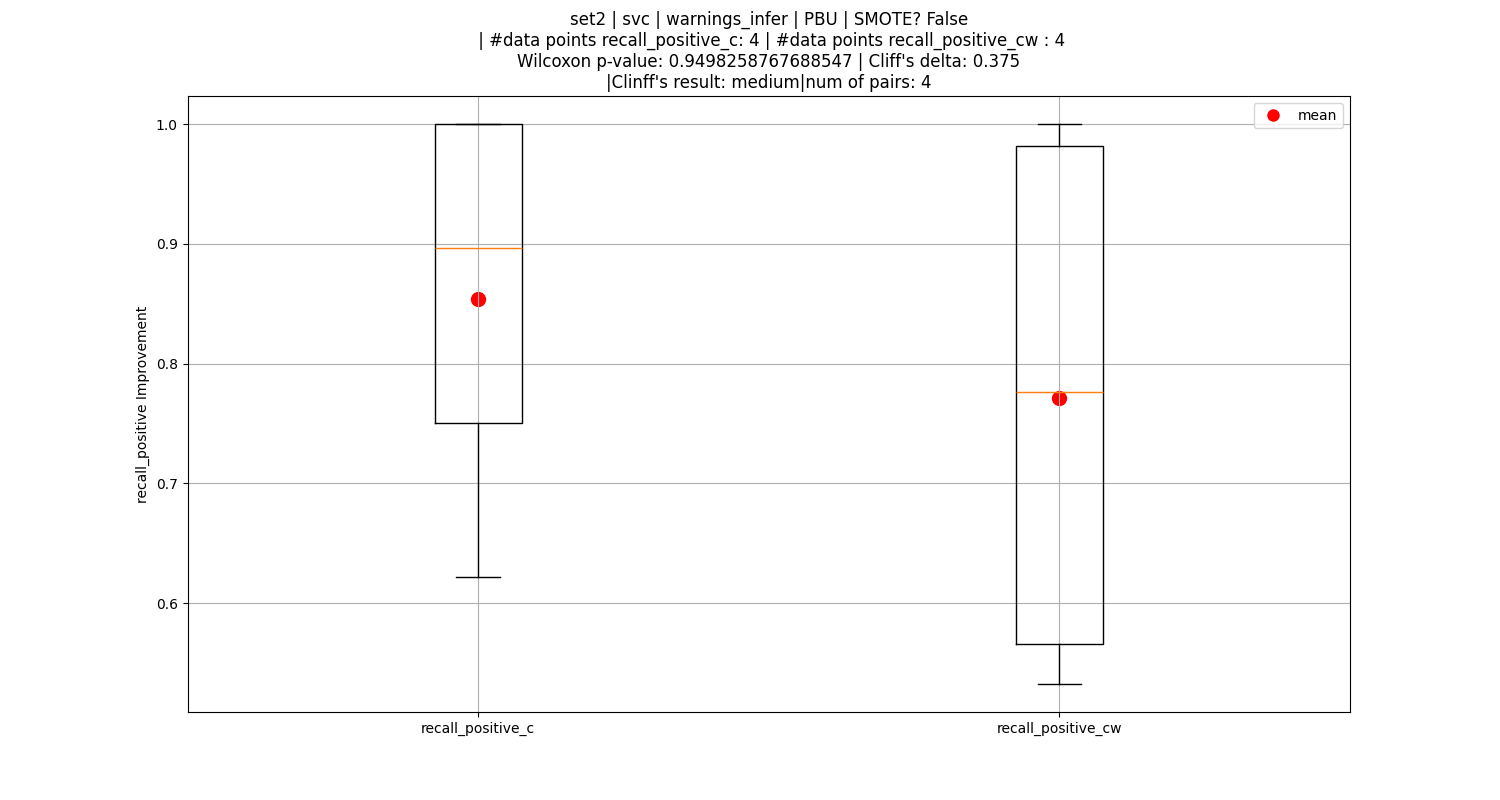 set2 | svc | warnings_infer | PBU | SMOTE? False
| #data points recall_positive_c: 4 | #data points recall_positive_cw : 4
Wilcoxon p-value: 0.9498258767688547 | Cliff's delta: 0.375
|Clinff's result: medium|num of pairs: 4
mean
1.0
0.9
0.8
0.7
0.6
recall_positive Improvement
recall_positive_c
recall_positive_cw